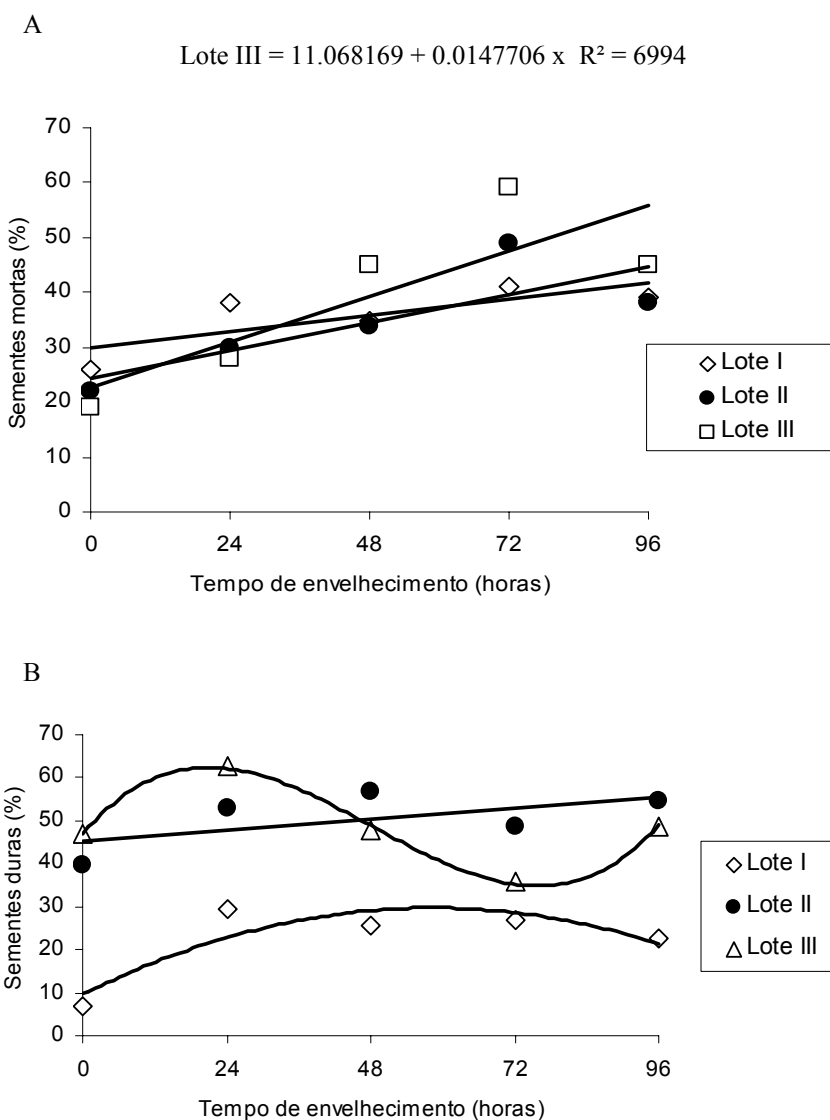 A
Lote III = 11.068169 + 0.0147706 x R² = 6994
70
60
50
40
30
20
10
0
Sementes mortas (%)
0 24 48 72 96
Tempo de envelhecimento (horas)
Lote I
Lote II
Lote III
B
70
60
50
40
30
20
10
0
Sementes duras (%)
0 24 48 72 96
Tempo de envelhecimento (horas)
Lote I
Lote II
Lote III